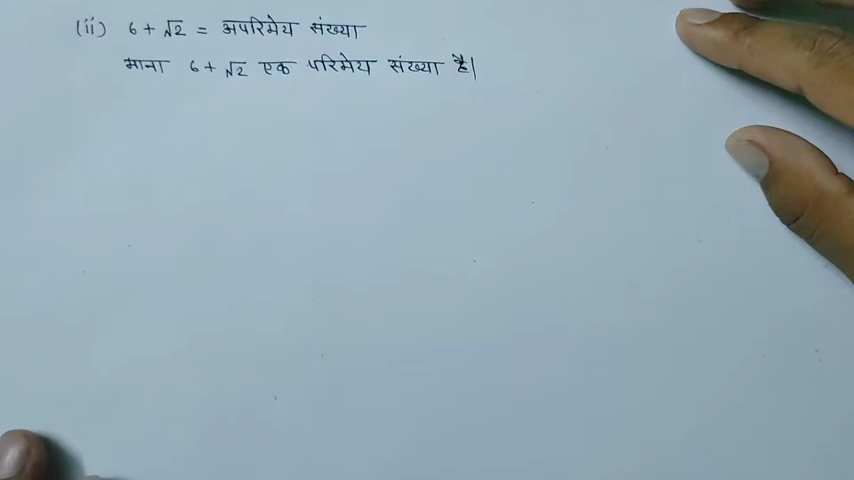 (ii) 6 + √2 = अपरिमेय संख्या
माना 6 + √2 एक परिमेय संख्या है|